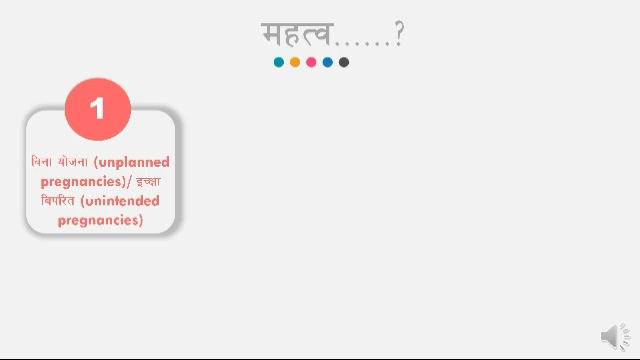 महत्व......?
1
बिना योजना (unplanned
pregnancies)/ इच्क्षा
बिपरित (unintended
pregnancies)